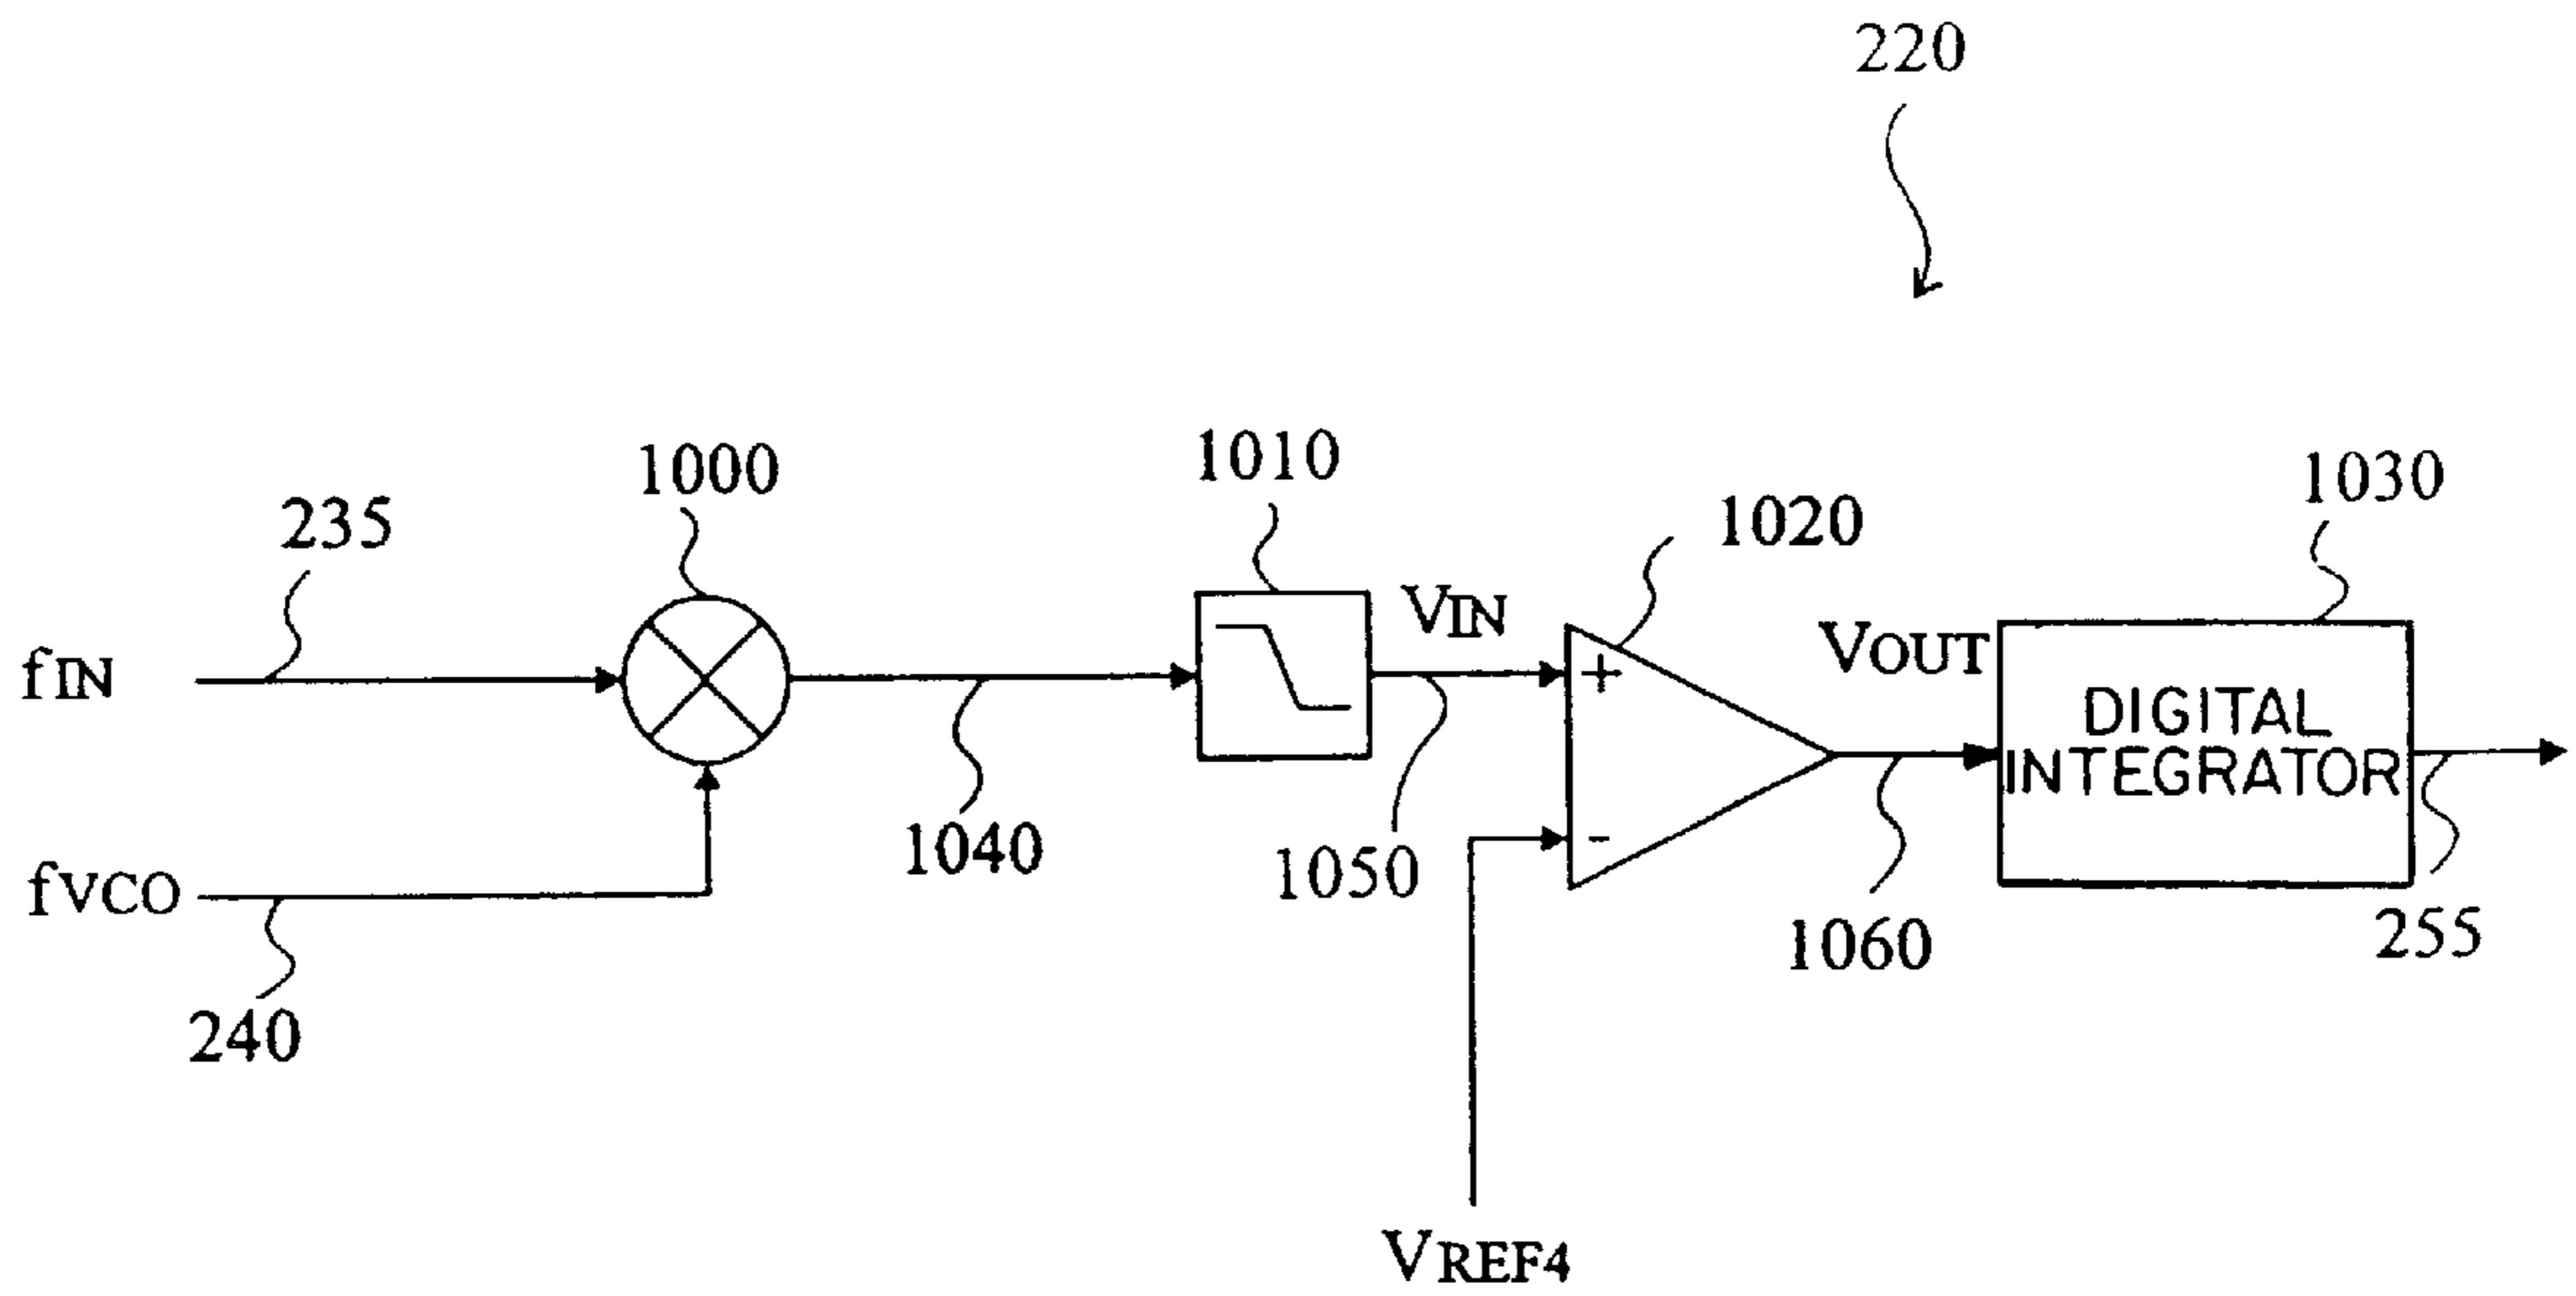 220
1000
1010
1030
235
1020
VIN
fIN
VOUT
DIGITAL
INTEGRATOR
1040
1050
+
-
fVCO
1060
255
240
VREF4